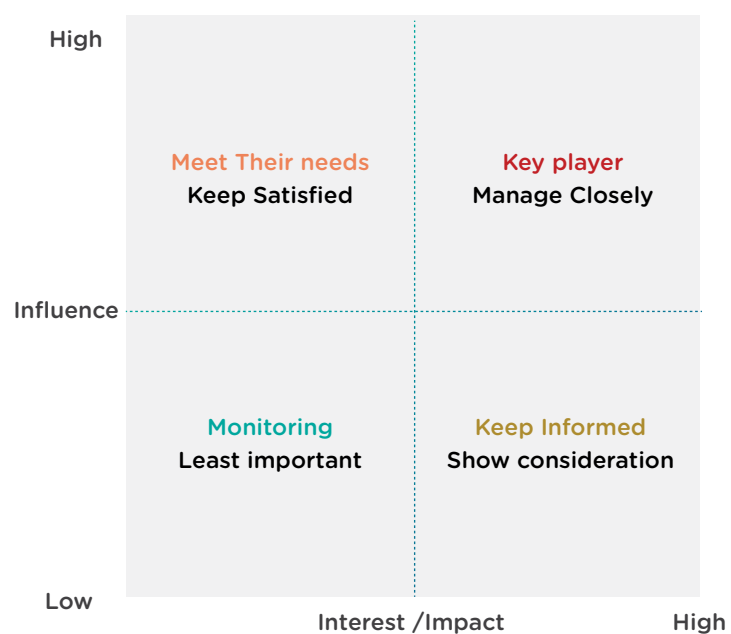 High
Meet Their needs
Keep Satisfied
Key player
Manage Closely
Influence
Monitoring
Least important
Keep Informed
Show consideration
Low
Interest /Impact
High